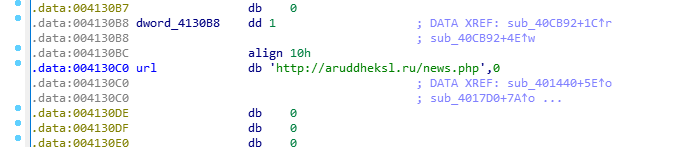 .data:004130B7 db 0
.data:004130B8 dword_4130B8 dd 1 ; DATA XREF: sub_40CB92+1C↑r
.data:004130B8 ; sub_40CB92+4E↑w
.data:004130BC align 10h
.data:004130C0 url db 'http://aruddheksl.ru/news.php',0
.data:004130C0 ; DATA XREF: sub_401440+5E↑o
.data:004130C0 ; sub_4017D0+7A↑o ...
.data:004130DE db 0
.data:004130DF db 0
.data:004130E0 db 0